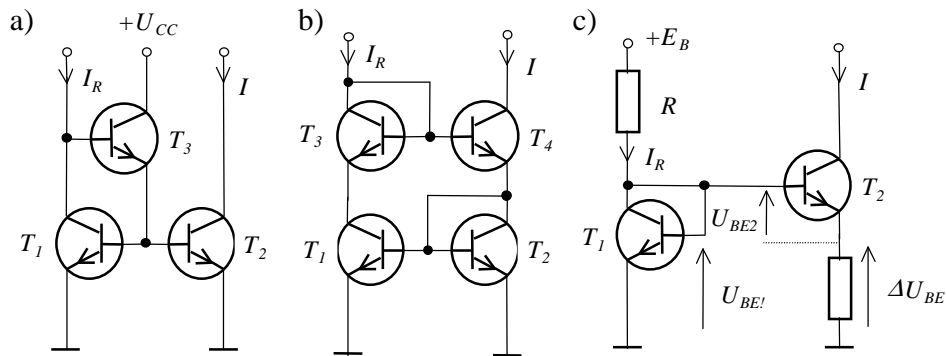 a)
+U_CC
I_R
I
T_3
T_1
T_2
b)
I_R
I
T_3
T_4
T_1
T_2
c)
+E_B
R
I
I_R
T_2
T_1
U_BE2
U_BE!
ΔU_BE